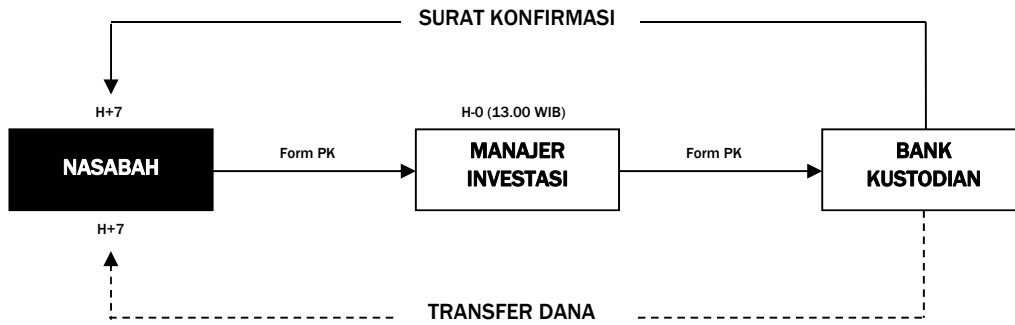 SURAT KONFIRMASI
H+7
H-0 (13.00 WIB)
NASABAH
Form PK
MANAJER
INVESTASI
Form PK
BANK
KUSTODIAN
H+7
TRANSFER DANA